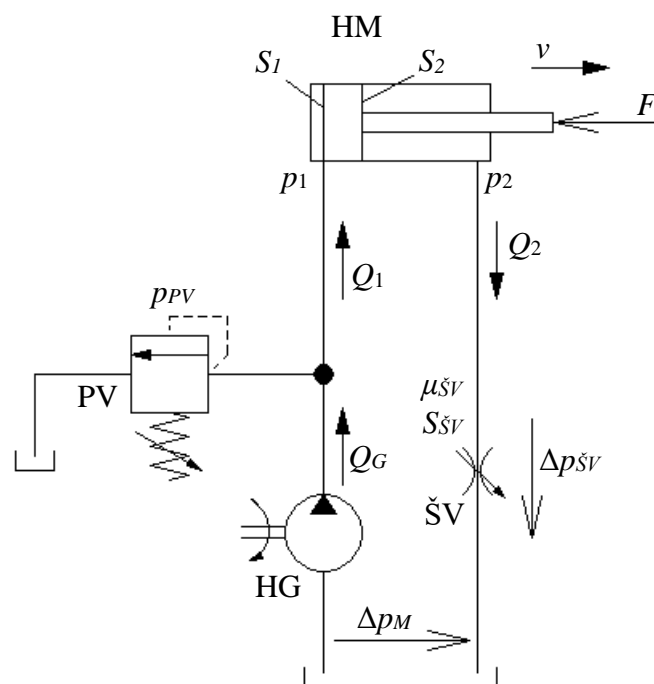 HM
S1 S2 v
F
p1 p2
Q1 Q2
pPV
PV
μŠV
SŠV
QG ΔpŠV
ŠV
HG
ΔpM